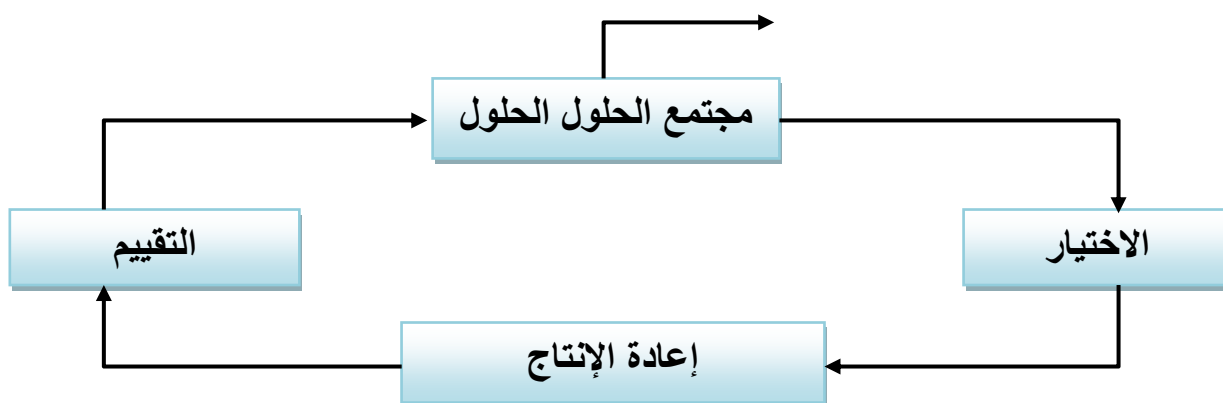 مجتمع الحلول الحلول
الاختيار
التقييم
إعادة الإنتاج